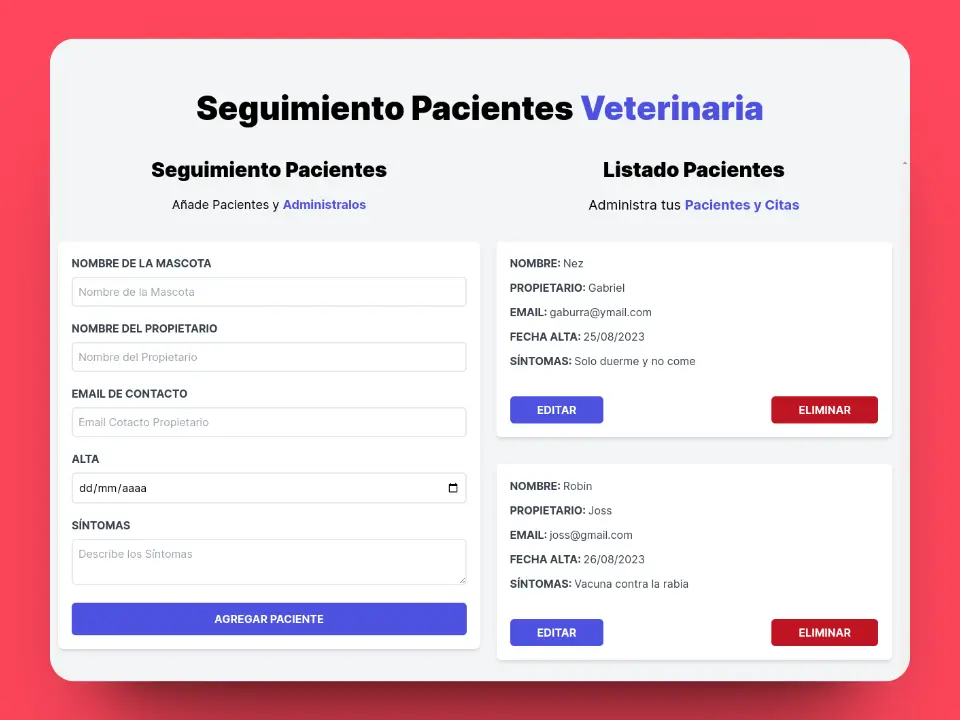 Seguimiento Pacientes Veterinaria
Seguimiento Pacientes
Añade Pacientes y Administralos
NOMBRE DE LA MASCOTA
Nombre de la Mascota
NOMBRE DEL PROPIETARIO
Nombre del Propietario
EMAIL DE CONTACTO
Email Cotacto Propietario
ALTA
dd/mm/aaaa
SÍNTOMAS
Describe los Síntomas
AGREGAR PACIENTE
Listado Pacientes
Administra tus Pacientes y Citas
NOMBRE: Nez
PROPIETARIO: Gabriel
EMAIL: gaburra@ymail.com
FECHA ALTA: 25/08/2023
SÍNTOMAS: Solo duerme y no come
EDITAR
ELIMINAR
NOMBRE: Robin
PROPIETARIO: Joss
EMAIL: joss@gmail.com
FECHA ALTA: 26/08/2023
SÍNTOMAS: Vacuna contra la rabia
EDITAR
ELIMINAR